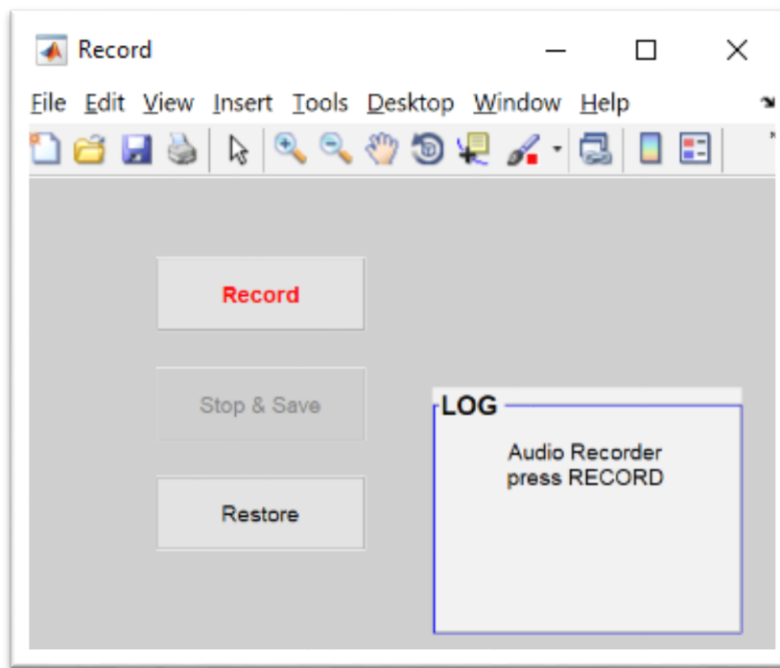 Record
File Edit View Insert Tools Desktop Window Help
Record
Stop & Save
Restore
LOG
Audio Recorder
press RECORD